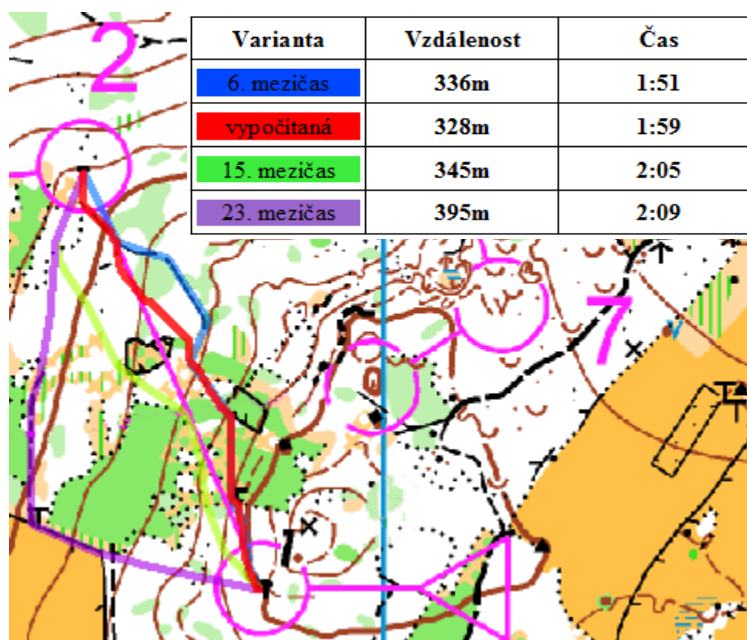 2
Varianta Vzdálenost Čas
6. mezičas 336m 1:51
vypočítaná 328m 1:59
15. mezičas 345m 2:05
23. mezičas 395m 2:09
7